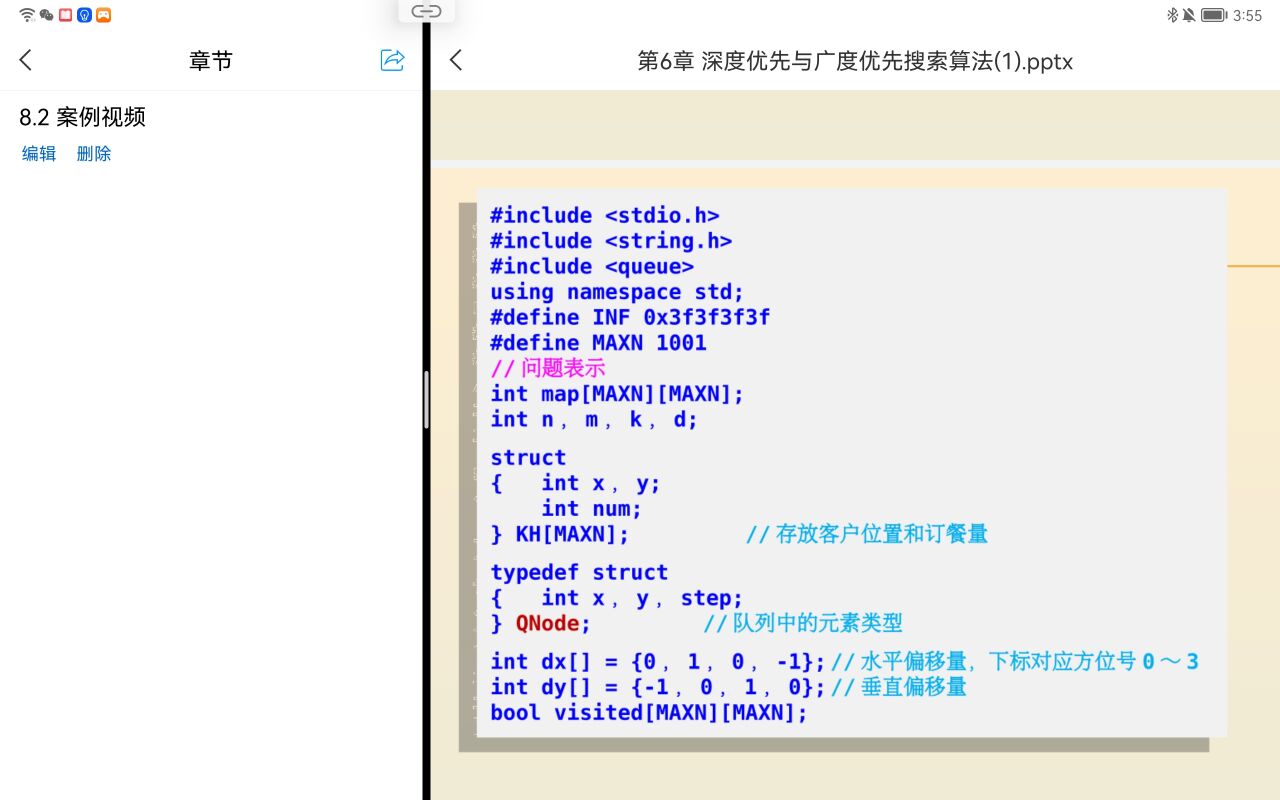 3:55
章节
8.2 案例视频
编辑 删除
第6章 深度优先与广度优先搜索算法(1).pptx
#include <stdio.h>
#include <string.h>
#include <queue>
using namespace std;
#define INF 0x3f3f3f3f
#define MAXN 1001
//问题表示
int map[MAXN][MAXN];
int n, m, k, d;
struct
{ int x, y;
int num;
} KH[MAXN]; //存放客户位置和订餐量
typedef struct
{ int x, y, step;
} QNode; //队列中的元素类型
int dx[] = {0, 1, 0, -1}; //水平偏移量，下标对应方位号0～3
int dy[] = {-1, 0, 1, 0}; //垂直偏移量
bool visited[MAXN][MAXN];